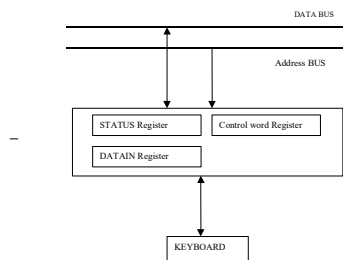 DATA BUS
Address BUS
STATUS Register
Control word Register
DATAIN Register
KEYBOARD